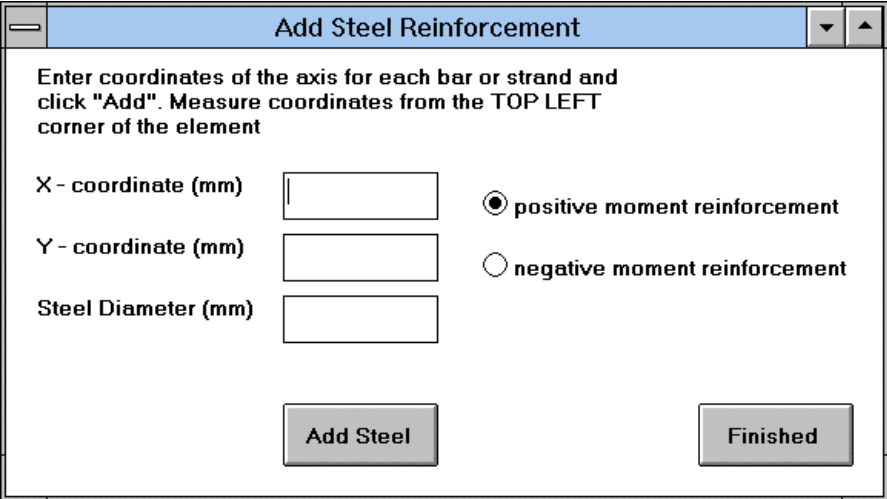 Add Steel Reinforcement
Enter coordinates of the axis for each bar or strand and
click "Add". Measure coordinates from the TOP LEFT
corner of the element
X - coordinate (mm)
positive moment reinforcement
Y - coordinate (mm)
negative moment reinforcement
Steel Diameter (mm)
Add Steel
Finished